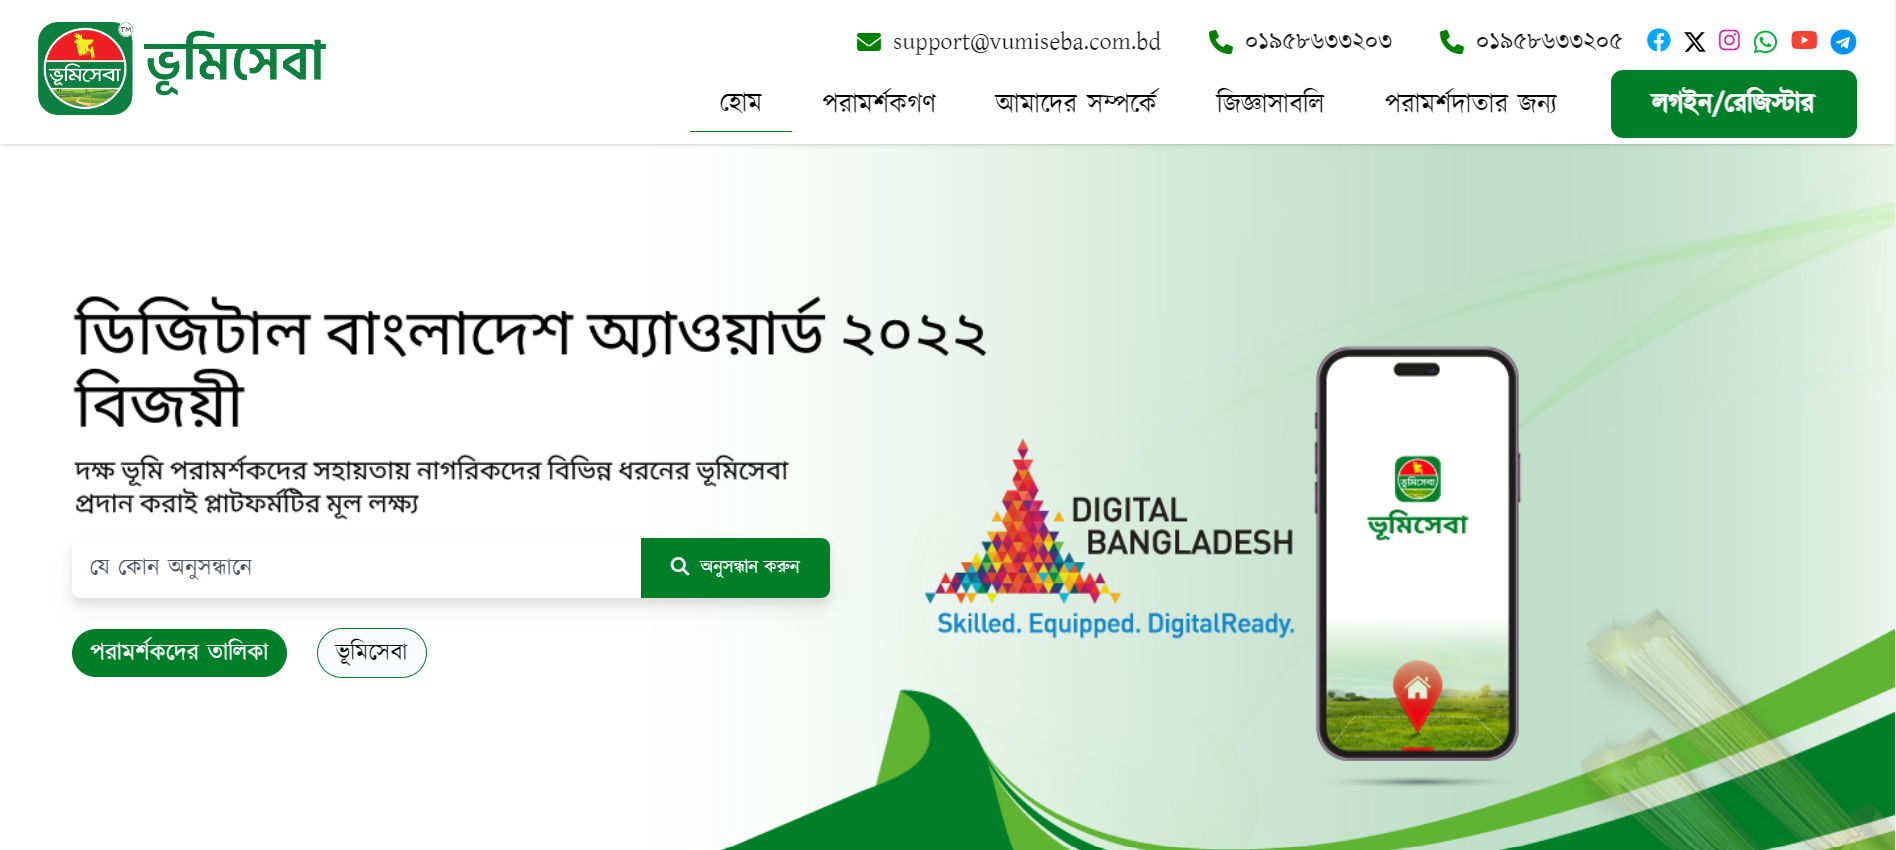 ভূমিসেবা
TM
ভূমিসেবা
support@vumiseba.com.bd
০১৯৫৮৬৩৩২০৩
০১৯৫৮৬৩৩২০৫
হোম
পরামর্শকগণ
আমাদের সম্পর্কে
জিজ্ঞাসাবলি
পরামর্শদাতার জন্য
লগইন/রেজিস্টার
ডিজিটাল বাংলাদেশ অ্যাওয়ার্ড ২০২২
বিজয়ী
দক্ষ ভূমি পরামর্শকদের সহায়তায় নাগরিকদের বিভিন্ন ধরনের ভূমিসেবা
প্রদান করাই প্লাটফর্মটির মূল লক্ষ্য
যে কোন অনুসন্ধানে
অনুসন্ধান করুন
পরামর্শকদের তালিকা
ভূমিসেবা
DIGITAL
BANGLADESH
Skilled. Equipped. DigitalReady.
ভূমিসেবা
ভূমিসেবা